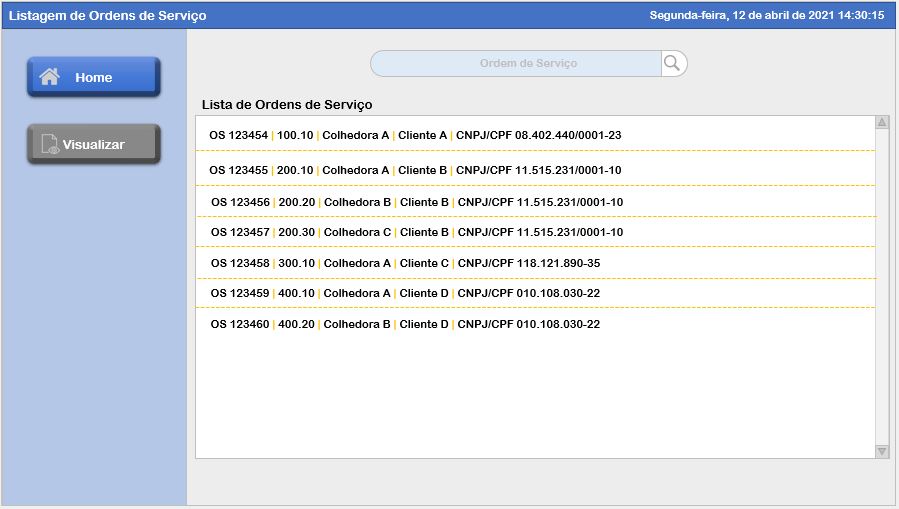 Listagem de Ordens de Serviço
Segunda-feira, 12 de abril de 2021 14:30:15
Home
Visualizar
Ordem de Serviço
Lista de Ordens de Serviço
OS 123454 | 100.10 | Colhedora A | Cliente A | CNPJ/CPF 08.402.440/0001-23
OS 123455 | 200.10 | Colhedora A | Cliente B | CNPJ/CPF 11.515.231/0001-10
OS 123456 | 200.20 | Colhedora B | Cliente B | CNPJ/CPF 11.515.231/0001-10
OS 123457 | 200.30 | Colhedora C | Cliente B | CNPJ/CPF 11.515.231/0001-10
OS 123458 | 300.10 | Colhedora A | Cliente C | CNPJ/CPF 118.121.890-35
OS 123459 | 400.10 | Colhedora A | Cliente D | CNPJ/CPF 010.108.030-22
OS 123460 | 400.20 | Colhedora B | Cliente D | CNPJ/CPF 010.108.030-22